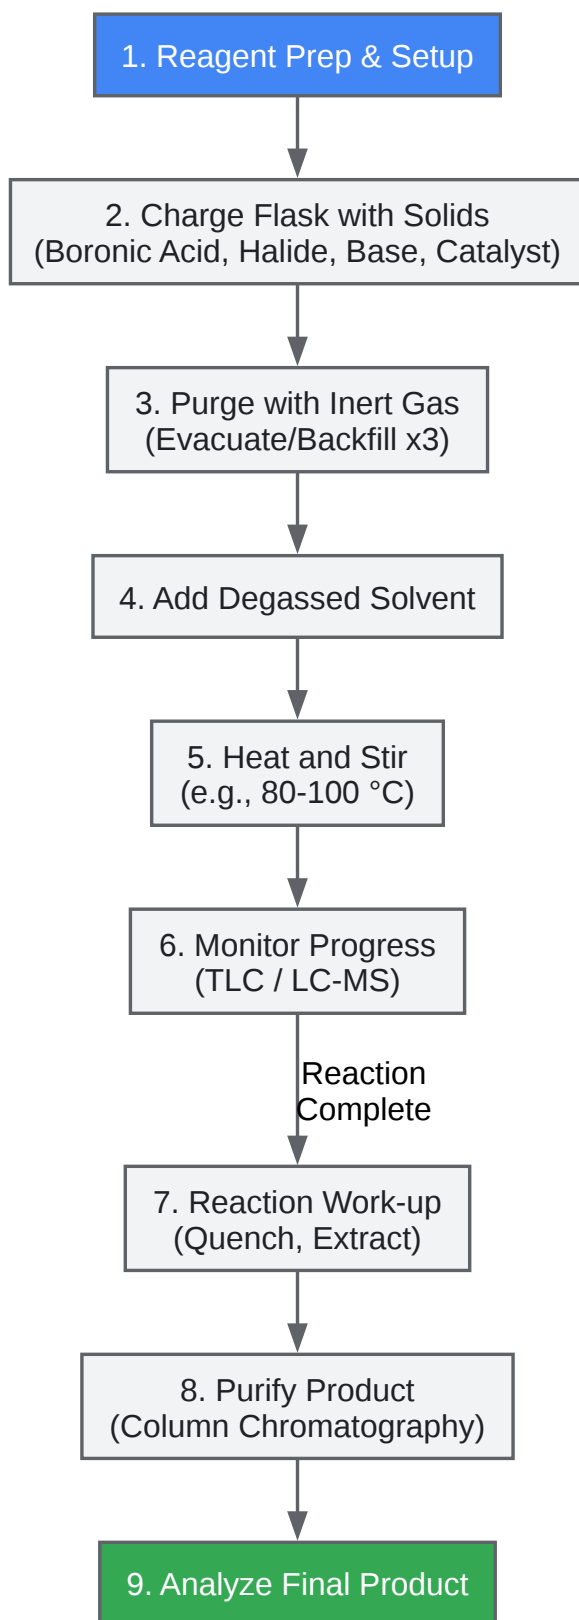 1. Reagent Prep & Setup
2. Charge Flask with Solids
(Boronic Acid, Halide, Base, Catalyst)
3. Purge with Inert Gas
(Evacuate/Backfill x3)
4. Add Degassed Solvent
5. Heat and Stir
(e.g., 80-100 °C)
6. Monitor Progress
(TLC / LC-MS)
Reaction
Complete
7. Reaction Work-up
(Quench, Extract)
8. Purify Product
(Column Chromatography)
9. Analyze Final Product